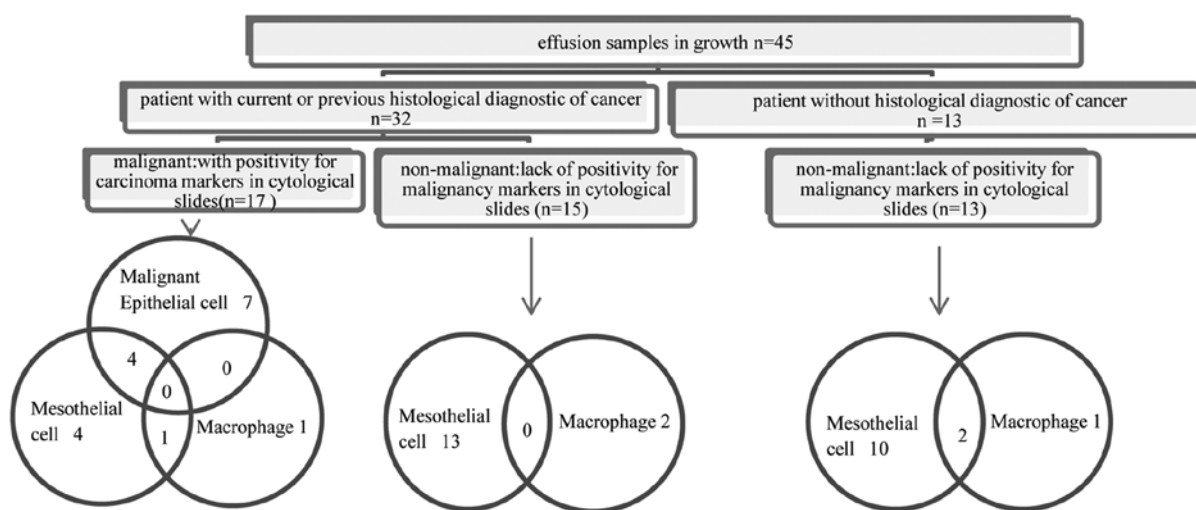 effusion samples in growth n=45
patient with current or previous histological diagnostic of cancer
n=32
patient without histological diagnostic of cancer
n =13
malignant:with positivity for
carcinoma markers in cytological
slides(n=17 )
non-malignant:lack of positivity for
malignancy markers in cytological
slides (n=15)
non-malignant:lack of positivity for
malignancy markers in cytological
slides (n=13)
Malignant
Epithelial cell 7
4
0
0
Mesothelial
cell 4
1
Macrophage 1
Mesothelial
cell 13
0
Macrophage 2
Mesothelial
cell 10
2
Macrophage 1